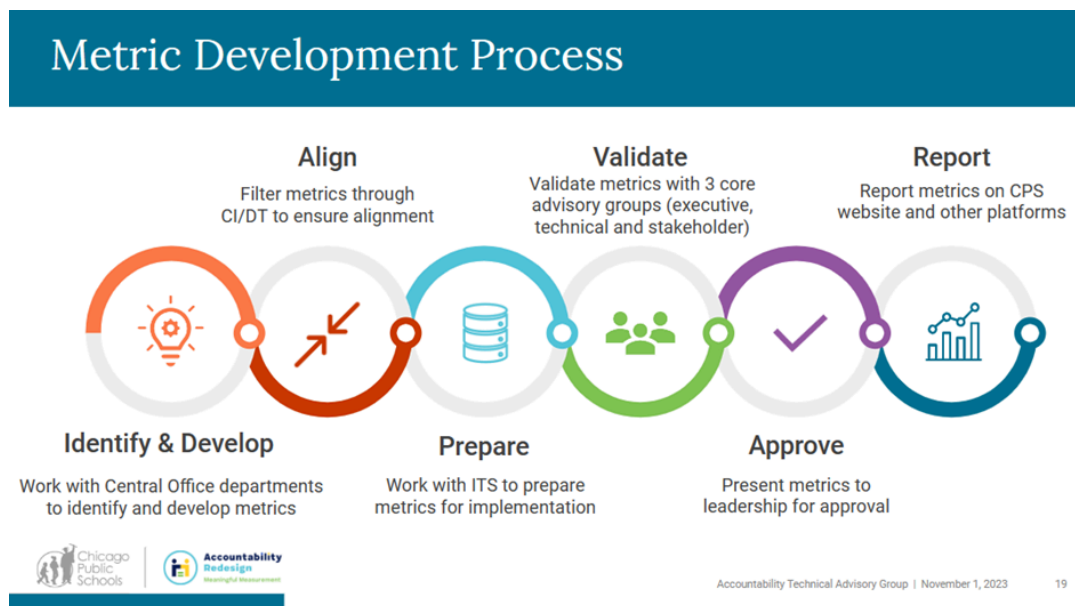 Metric Development Process
Align
Filter metrics through
CI/DT to ensure alignment
Validate
Validate metrics with 3 core
advisory groups (executive,
technical and stakeholder)
Report
Report metrics on CPS
website and other platforms
Identify & Develop
Work with Central Office departments
to identify and develop metrics
Prepare
Work with ITS to prepare
metrics for implementation
Approve
Present metrics to
leadership for approval
Chicago
Public
Schools
Accountability
Redesign
Meaningful Measurement
Accountability Technical Advisory Group | November 1, 2023
19